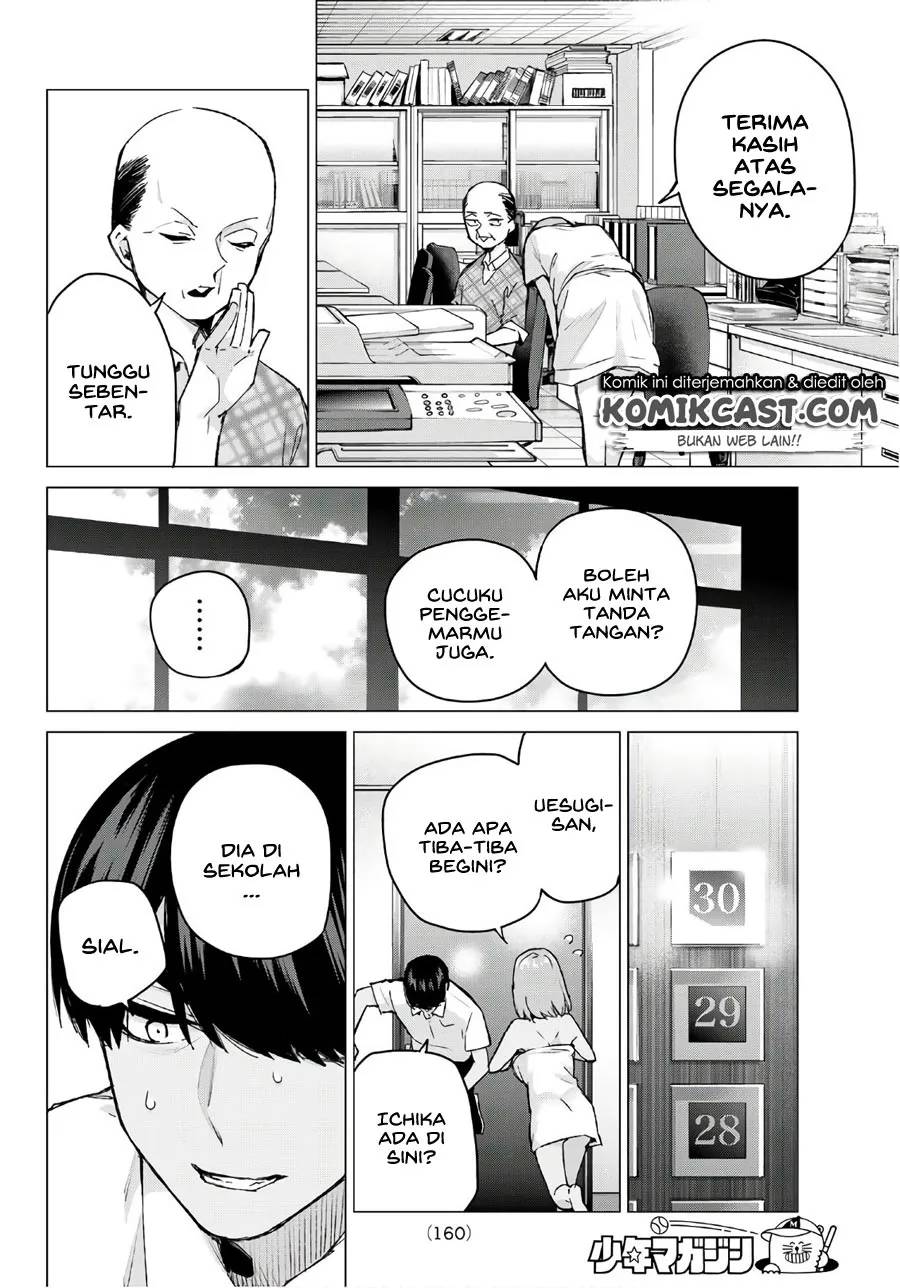 TERIMA
KASIH
ATAS
SEGALA-
NYA.
TUNGGU
SEBEN-
TAR.
Komik ini diterjemahkan & diedit oleh
KOMIKCAST.COM
BUKAN WEB LAIN!!
BOLEH
AKU MINTA
TANDA
TANGAN?
CUCUKU
PENGGE-
MARMU
JUGA.
......
30
29
28
UESUGI-
SAN,
ADA APA
TIBA-TIBA
BEGINI?
ICHIKA
ADA DI
SINI?
DIA DI
SEKOLAH
...
SIAL.
(160)
少年マガジン
M